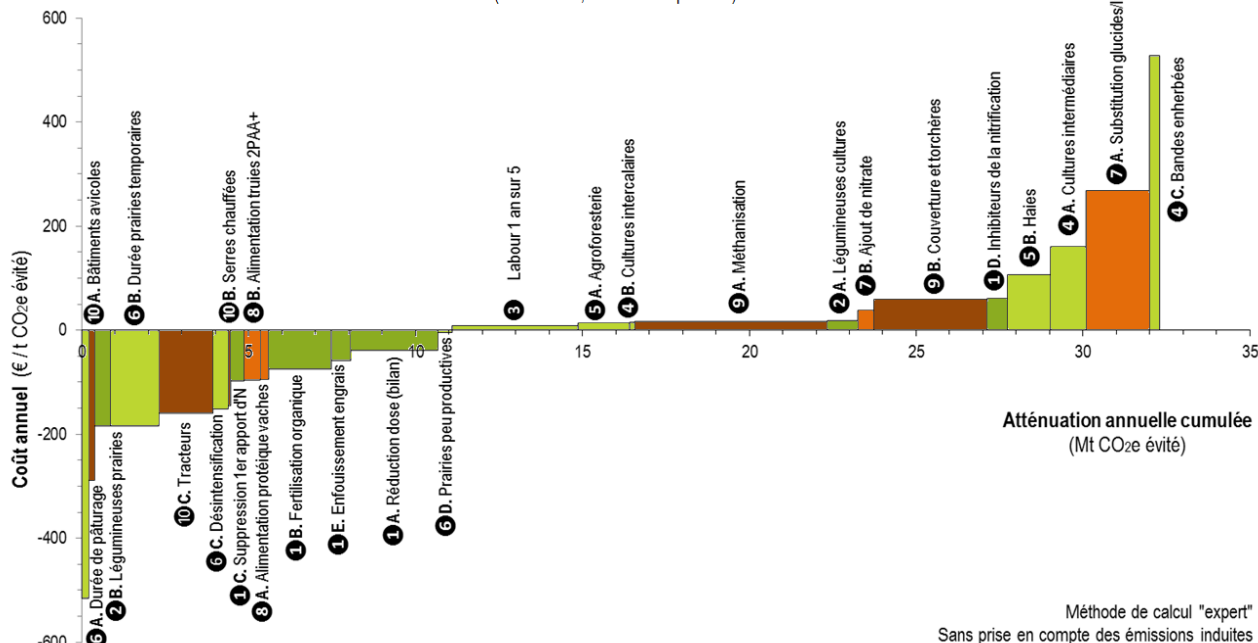 600
400
200
0
-200
-400
-600
Coût annuel (€ / t CO2e évité)
0
5
10
15
20
25
30
35
Atténuation annuelle cumulée
(Mt CO2e évité)
6 A. Durée de pâturage
10 A. Bâtiments avicoles
2 B. Légumineuses prairies
6 B. Durée prairies temporaires
10 C. Tracteurs
6 C. Désintensification
10 B. Serres chauffées
1 C. Suppression 1er apport d'N
8 A. Alimentation protéique vaches
8 B. Alimentation truies 2PAA+
1 B. Fertilisation organique
1 E. Enfouissement engrais
1 A. Réduction dose (bilan)
6 D. Prairies peu productives
3 Labour 1 an sur 5
5 A. Agroforesterie
4 B. Cultures intercalaires
9 A. Méthanisation
2 A. Légumineuses cultures
7 B. Ajout de nitrate
9 B. Couverture et torchères
1 D. Inhibiteurs de la nitrification
5 B. Haies
4 A. Cultures intermédiaires
7 A. Substitution glucides/
4 C. Bandes enherbées
Méthode de calcul "expert"
Sans prise en compte des émissions induites